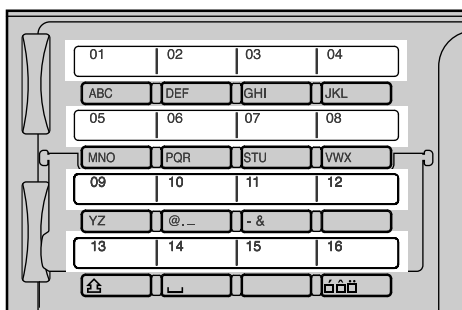 01 02 03 04
ABC DEF GHI JKL
05 06 07 08
MNO PQR STU VWX
09 10 11 12
YZ @._ - &
13 14 15 16
óôö